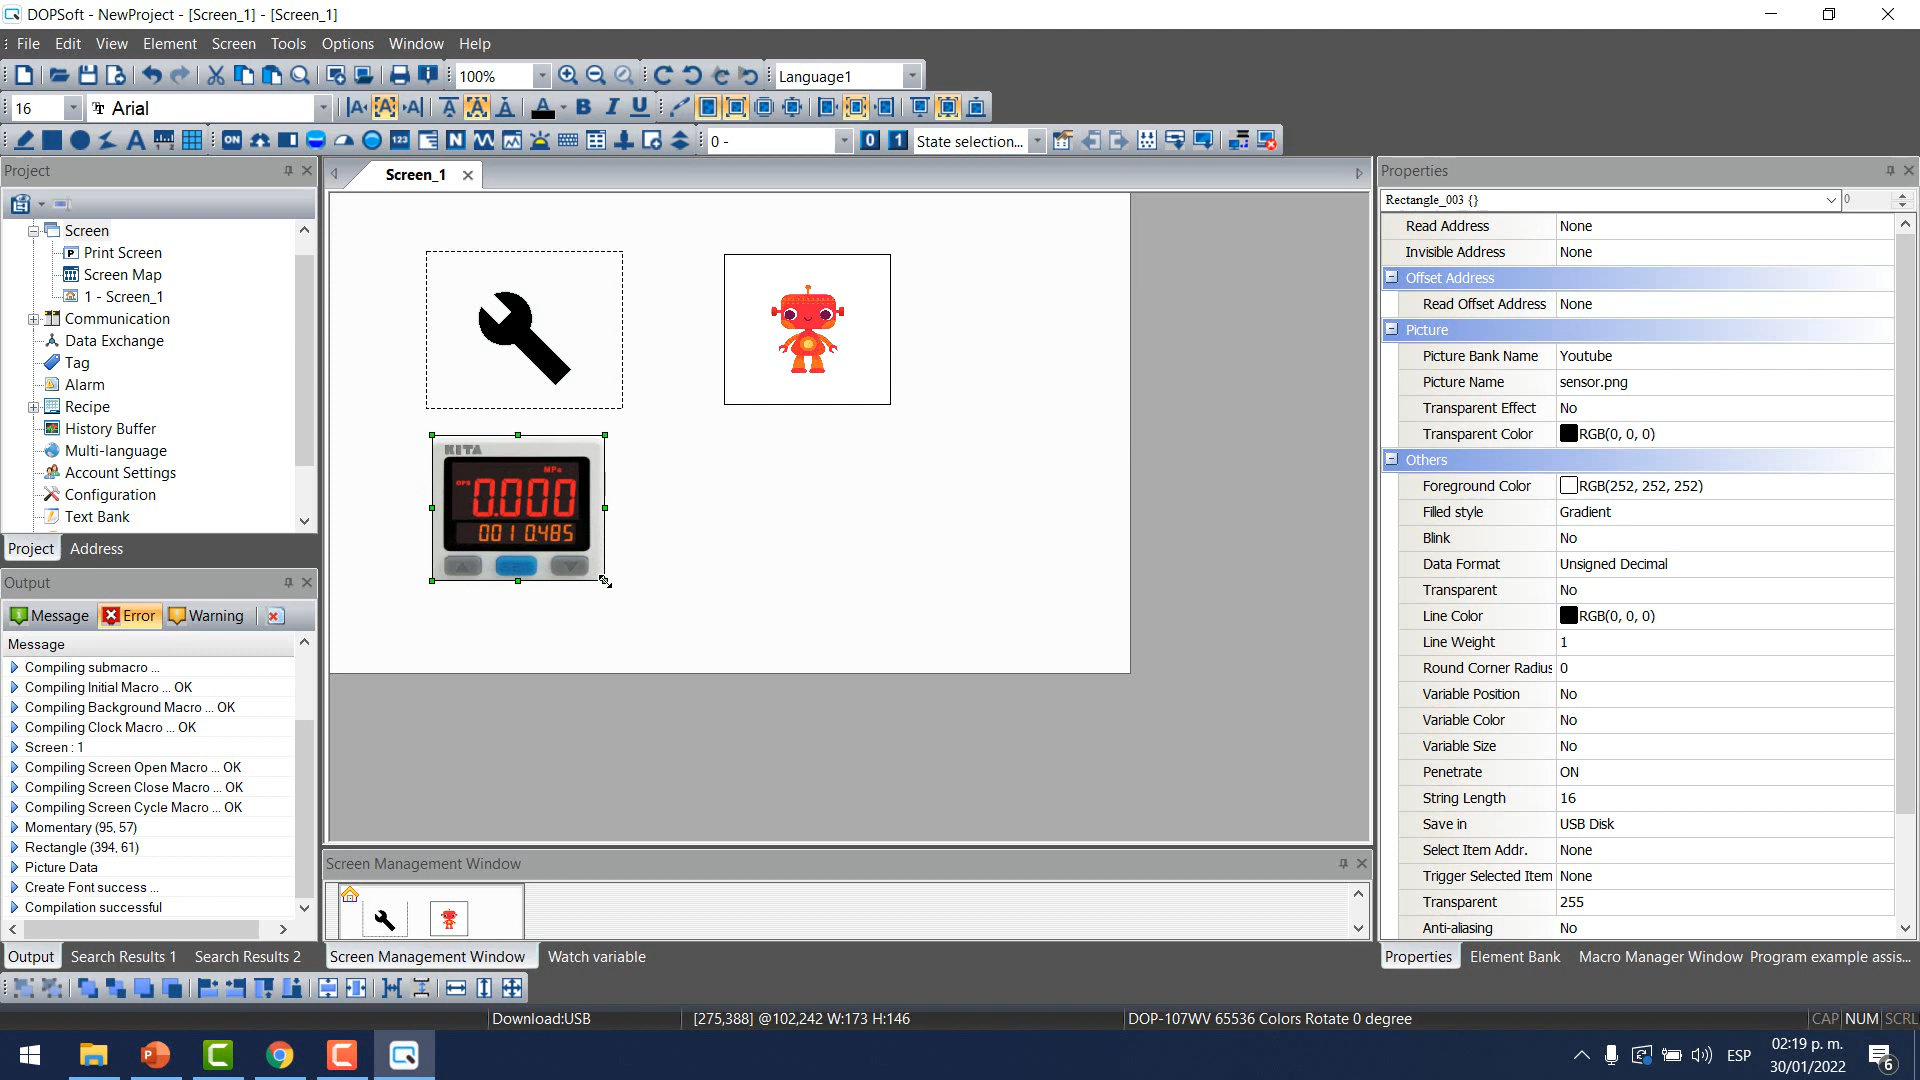 DOPSoft - NewProject - [Screen_1] - [Screen_1]
File Edit View Element Screen Tools Options Window Help
100% Language1
16 Arial
0 - 0 1 State selection...
Project
Screen
Print Screen
Screen Map
1 - Screen_1
Communication
Data Exchange
Tag
Alarm
Recipe
History Buffer
Multi-language
Account Settings
Configuration
Text Bank
Project Address
Output
Message Error Warning
Message
Compiling submacro ...
Compiling Initial Macro ... OK
Compiling Background Macro ... OK
Compiling Clock Macro ... OK
Screen : 1
Compiling Screen Open Macro ... OK
Compiling Screen Close Macro ... OK
Compiling Screen Cycle Macro ... OK
Momentary (95, 57)
Rectangle (394, 61)
Picture Data
Create Font success ...
Compilation successful
Output Search Results 1 Search Results 2
Screen_1
KITA
MPa
OPS 0.000
001 0.485
Screen Management Window
Screen Management Window Watch variable
Properties
Rectangle_003 {} 0
Read Address None
Invisible Address None
Offset Address
Read Offset Address None
Picture
Picture Bank Name Youtube
Picture Name sensor.png
Transparent Effect No
Transparent Color RGB(0, 0, 0)
Others
Foreground Color RGB(252, 252, 252)
Filled style Gradient
Blink No
Data Format Unsigned Decimal
Transparent No
Line Color RGB(0, 0, 0)
Line Weight 1
Round Corner Radius 0
Variable Position No
Variable Color No
Variable Size No
Penetrate ON
String Length 16
Save in USB Disk
Select Item Addr. None
Trigger Selected Item None
Transparent 255
Anti-aliasing No
Properties Element Bank Macro Manager Window Program example assis...
Download:USB [275,388] @102,242 W:173 H:146 DOP-107WV 65536 Colors Rotate 0 degree CAP NUM SCRL
ESP 02:19 p. m.
30/01/2022 6